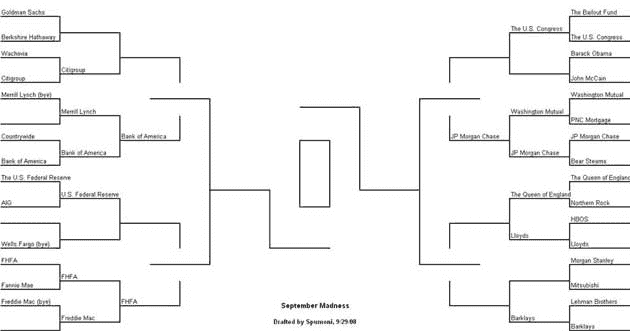 Goldman Sachs
Berkshire Hathaway
Wachovia
Citigroup
Citigroup
Merrill Lynch (bye)
Merrill Lynch
Countrywide
Bank of America
Bank of America
Bank of America
The U.S. Federal Reserve
U.S. Federal Reserve
AIG
Wells Fargo (bye)
FHFA
FHFA
Fannie Mae
FHFA
Freddie Mac (bye)
Freddie Mac
The Bailout Fund
The U.S. Congress
The U.S. Congress
Barack Obama
John McCain
Washington Mutual
Washington Mutual
PNC Mortgage
JP Morgan Chase
JP Morgan Chase
JP Morgan Chase
Bear Stearns
The Queen of England
The Queen of England
Northern Rock
HBOS
Lloyds
Lloyds
Morgan Stanley
Mitsubishi
Lehman Brothers
Barklays
Barklays
September Madness
Drafted by Spumoni, 9/29/08